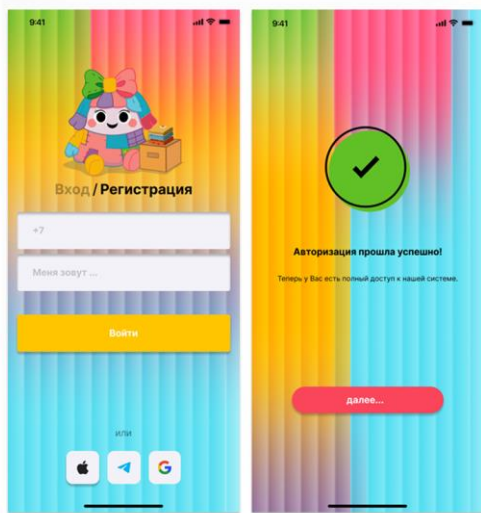 9:41
Вход / Регистрация
+7
Меня зовут ...
Войти
или
G
9:41
Авторизация прошла успешно!
Теперь у Вас есть полный доступ к нашей системе.
далее...